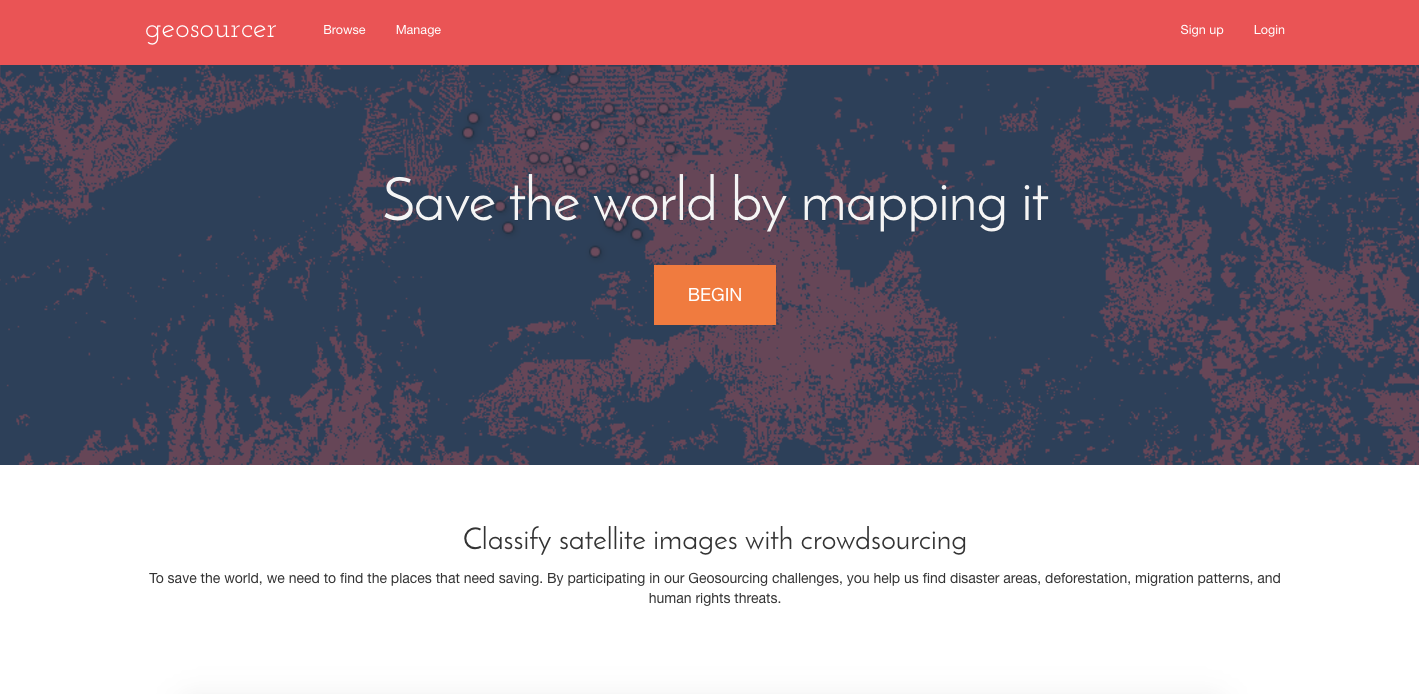 geosourcer Browse Manage Sign up Login
Save the world by mapping it
BEGIN
Classify satellite images with crowdsourcing
To save the world, we need to find the places that need saving. By participating in our Geosourcing challenges, you help us find disaster areas, deforestation, migration patterns, and
human rights threats.